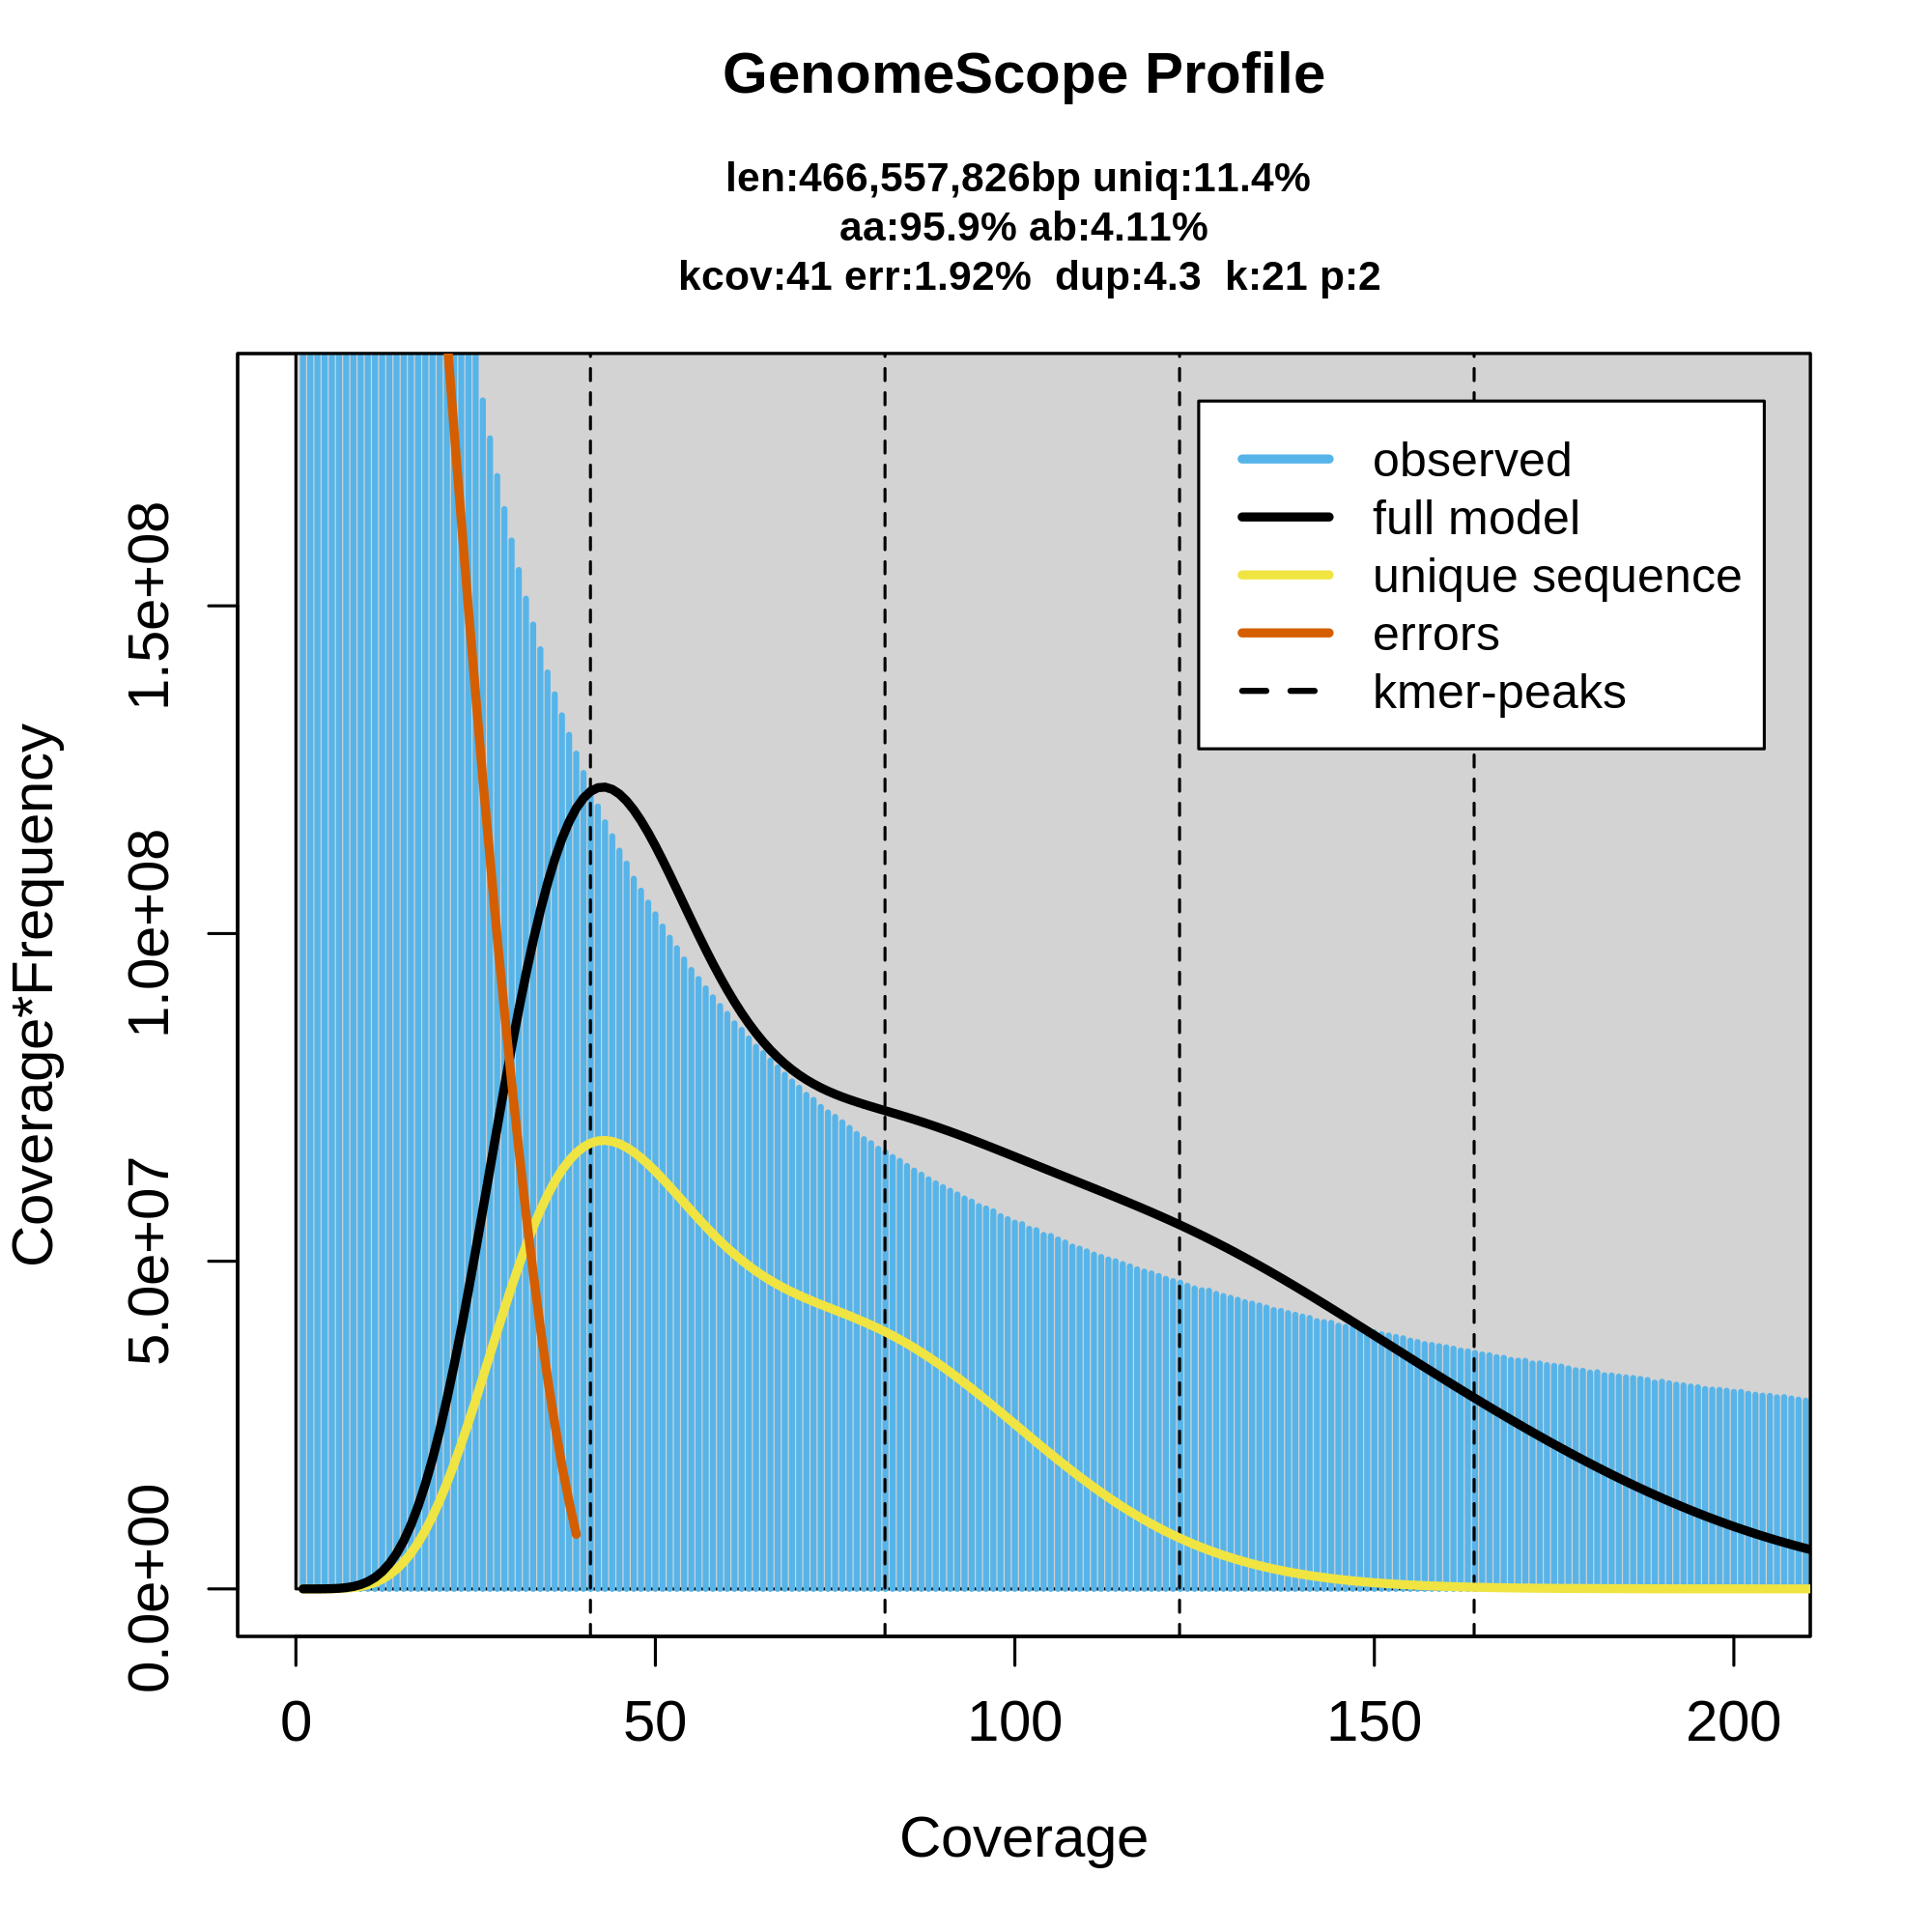 GenomeScope Profile
len:466,557,826bp uniq:11.4%
aa:95.9% ab:4.11%
kcov:41 err:1.92%  dup:4.3  k:21 p:2
observed
full model
unique sequence
errors
kmer-peaks
Coverage*Frequency
1.5e+08
1.0e+08
5.0e+07
0.0e+00
0 50 100 150 200
Coverage